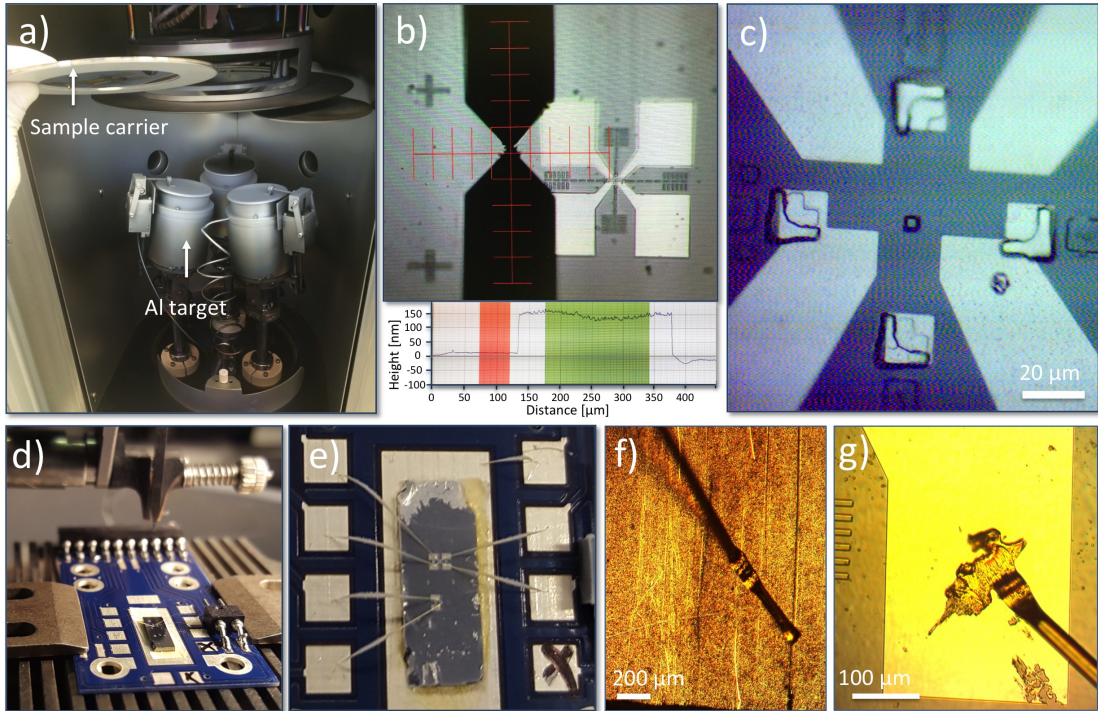 a)
Sample carrier
Al target
b)
Height [nm]
150
100
50
0
-50
-100
0
50
100
150
200
250
300
350
400
Distance [µm]
c)
20 µm
d)
e)
f)
200 µm
g)
100 µm